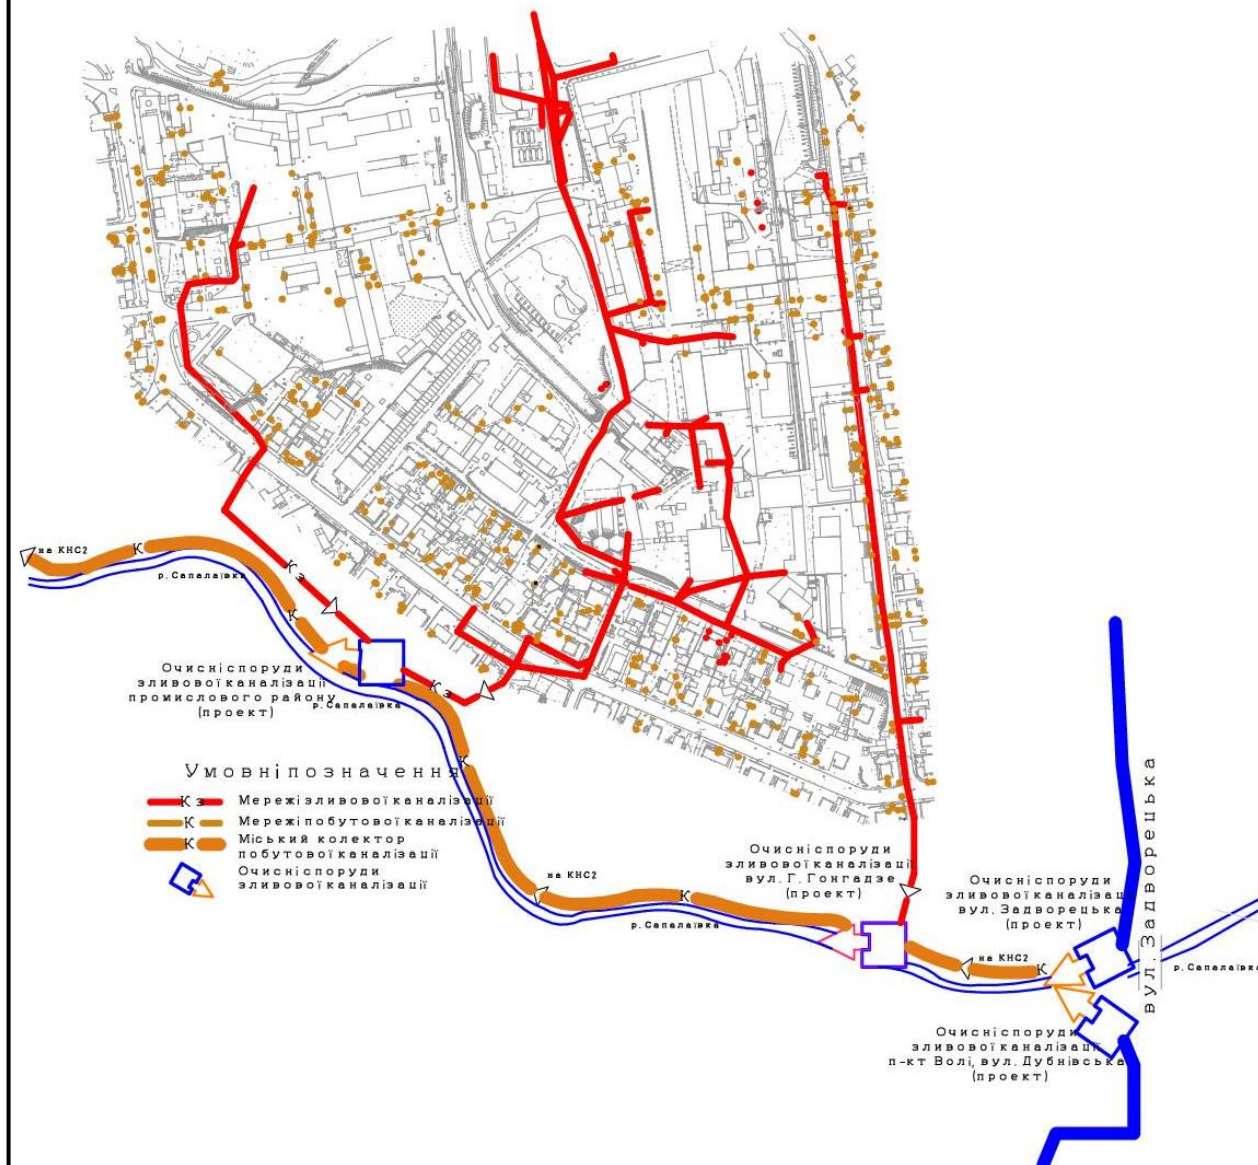 на КНС2
К
р. Сапалаївка
К з
К
Очисні споруди
зливової каналізації
промислового району
(проект)
р. Сапалаївка
К з
К
Умовні позначення
К з Мережі зливової каналізації
К Мережі побутової каналізації
К Міський колектор
побутової каналізації
Очисні споруди
зливової каналізації
на КНС2
К
р. Сапалаївка
Очисні споруди
зливової каналізації
вул. Г. Гонгадзе
(проект)
Очисні споруди
зливової каналізації
вул. Задворецька
(проект)
на КНС2
К
вул. Задворецька
р. Сапалаївка
Очисні споруди
зливової каналізації
п-кт Волі, вул. Дубнівська
(проект)